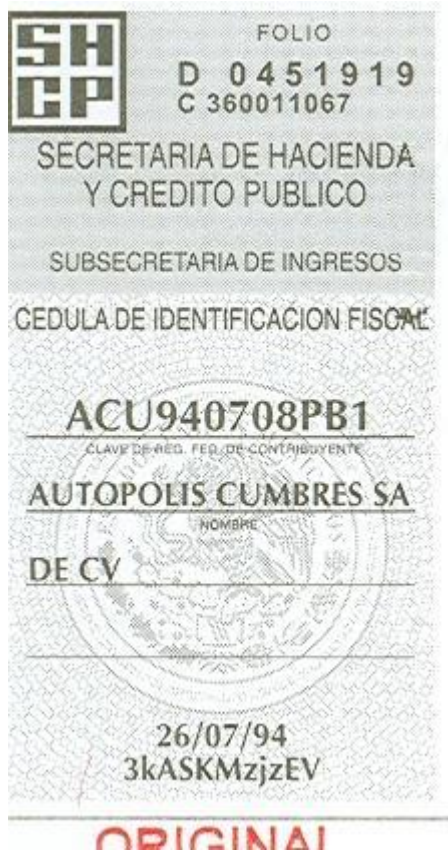 SH
CP
FOLIO
D 0451919
C 360011067
SECRETARIA DE HACIENDA
Y CREDITO PUBLICO
SUBSECRETARIA DE INGRESOS
CEDULA DE IDENTIFICACION FISCAL
ACU940708PB1
CLAVE DE REG. FED. DE CONTRIBUYENTE
AUTOPOLIS CUMBRES SA
NOMBRE
DE CV
26/07/94
3kASKMzjzEV
ORIGINAL